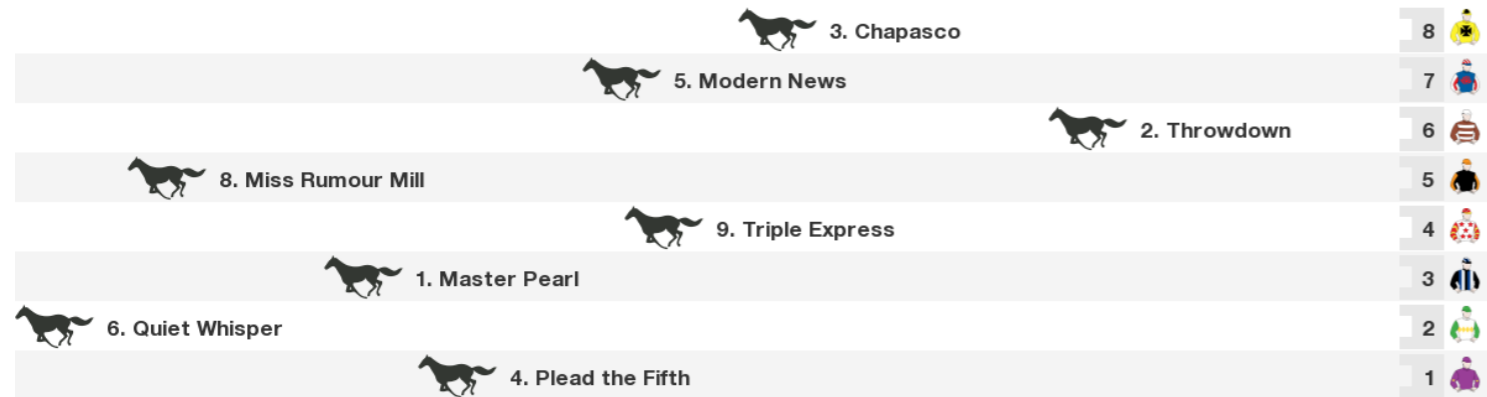 3. Chapasco 8
5. Modern News 7
2. Throwdown 6
8. Miss Rumour Mill 5
9. Triple Express 4
1. Master Pearl 3
6. Quiet Whisper 2
4. Plead the Fifth 1